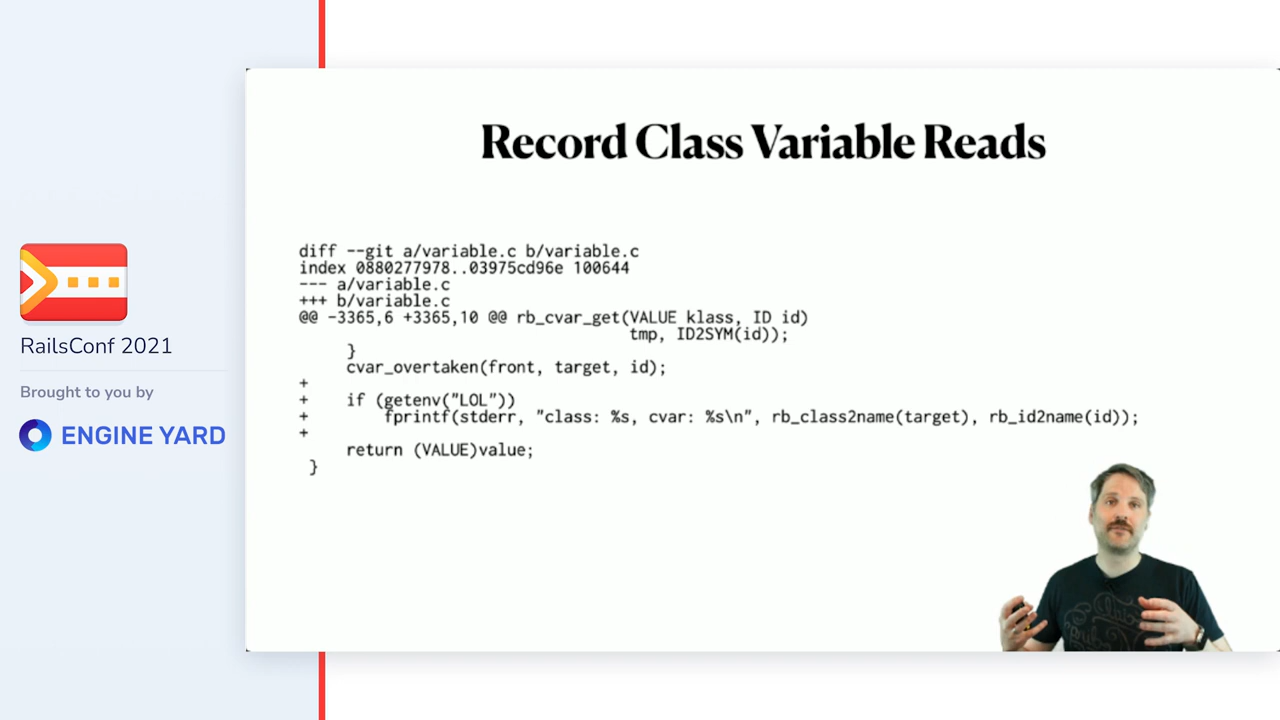 Record Class Variable Reads
diff --git a/variable.c b/variable.c
index 0880277978..03975cd96e 100644
--- a/variable.c
+++ b/variable.c
@@ -3365,6 +3365,10 @@ rb_cvar_get(VALUE klass, ID id)
                                   tmp, ID2SYM(id));
     }
     cvar_overtaken(front, target, id);
+
+    if (getenv("LOL"))
+        fprintf(stderr, "class: %s, cvar: %s\n", rb_class2name(target), rb_id2name(id));
+
     return (VALUE)value;
 }
RailsConf 2021
Brought to you by
ENGINE YARD